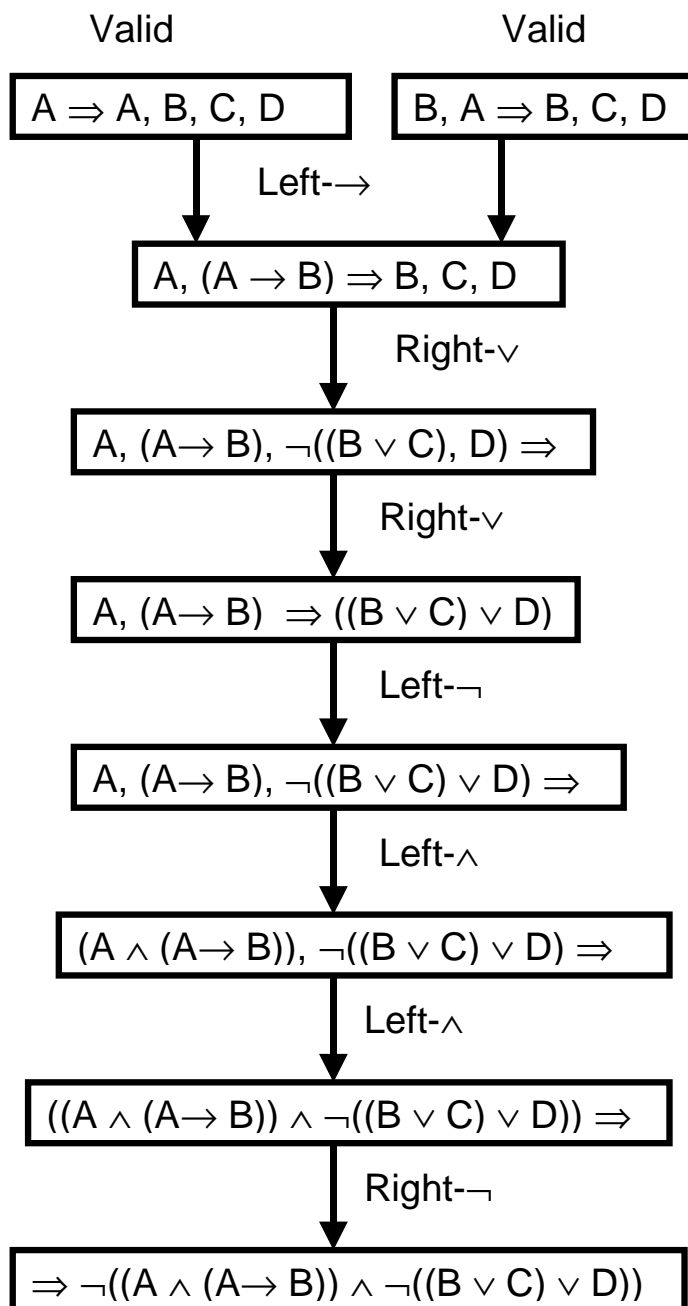 Valid Valid
A ⇒ A, B, C, D B, A ⇒ B, C, D
Left-→
A, (A → B) ⇒ B, C, D
Right-∨
A, (A→ B), ¬((B ∨ C), D) ⇒
Right-∨
A, (A→ B) ⇒ ((B ∨ C) ∨ D)
Left-¬
A, (A→ B), ¬((B ∨ C) ∨ D) ⇒
Left-∧
(A ∧ (A→ B)), ¬((B ∨ C) ∨ D) ⇒
Left-∧
((A ∧ (A→ B)) ∧ ¬((B ∨ C) ∨ D)) ⇒
Right-¬
⇒ ¬((A ∧ (A→ B)) ∧ ¬((B ∨ C) ∨ D))